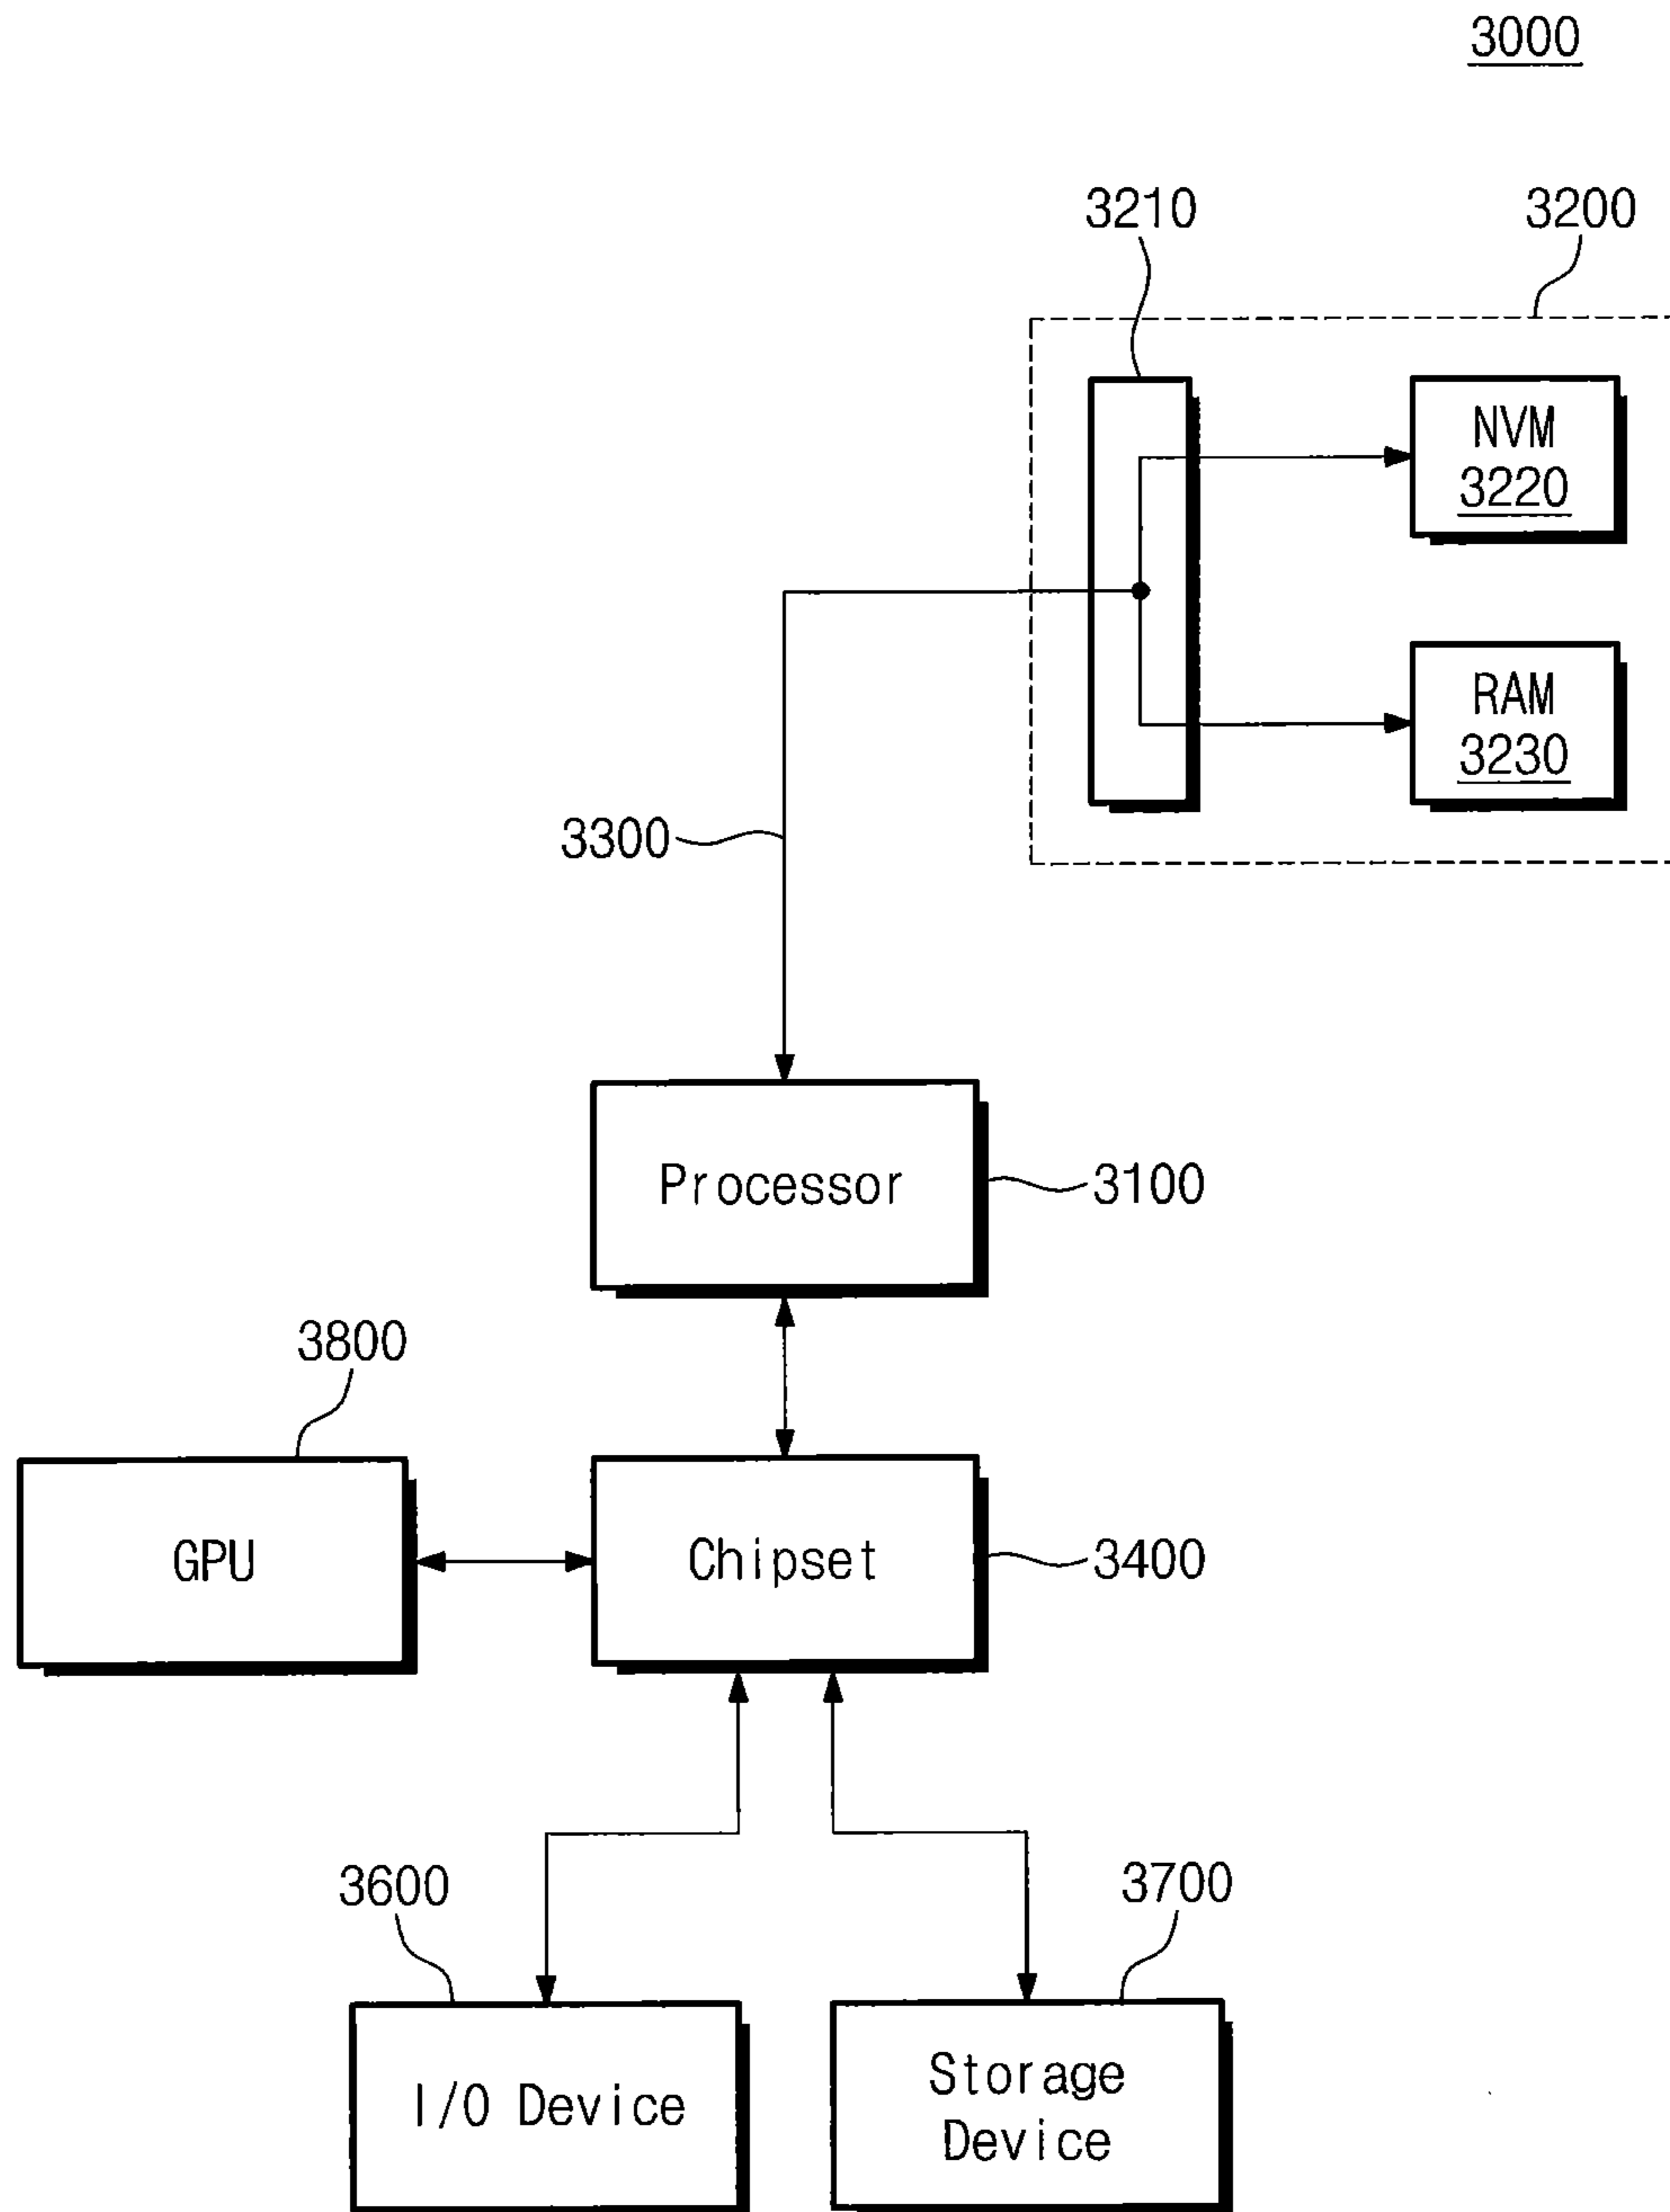 3000
3210
3200
NVM
3220
RAM
3230
3300
Processor
3100
3800
GPU
Chipset
3400
3600
3700
I/O Device
Storage
Device